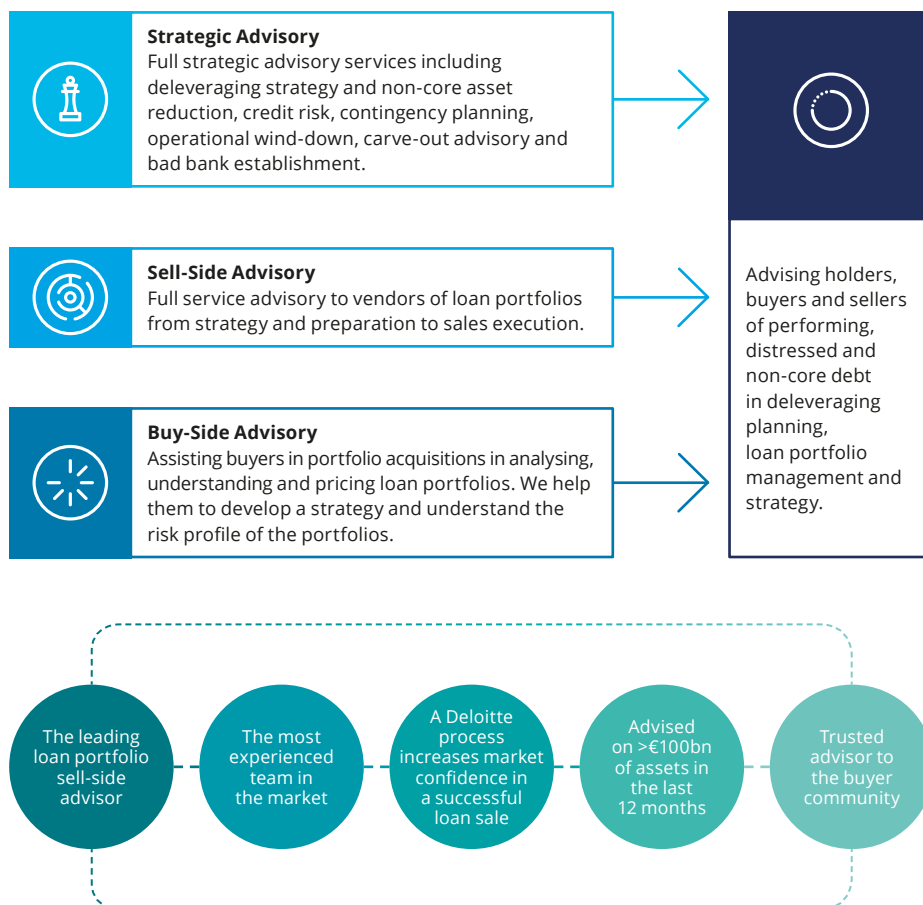 Strategic Advisory
Full strategic advisory services including
deleveraging strategy and non-core asset
reduction, credit risk, contingency planning,
operational wind-down, carve-out advisory and
bad bank establishment.
Sell-Side Advisory
Full service advisory to vendors of loan portfolios
from strategy and preparation to sales execution.
Buy-Side Advisory
Assisting buyers in portfolio acquisitions in analysing,
understanding and pricing loan portfolios. We help
them to develop a strategy and understand the
risk profile of the portfolios.
Advising holders,
buyers and sellers
of performing,
distressed and
non-core debt
in deleveraging
planning,
loan portfolio
management and
strategy.
The leading
loan portfolio
sell-side
advisor
The most
experienced
team in
the market
A Deloitte
process
increases market
confidence in
a successful
loan sale
Advised
on >€100bn
of assets in
the last
12 months
Trusted
advisor to
the buyer
community